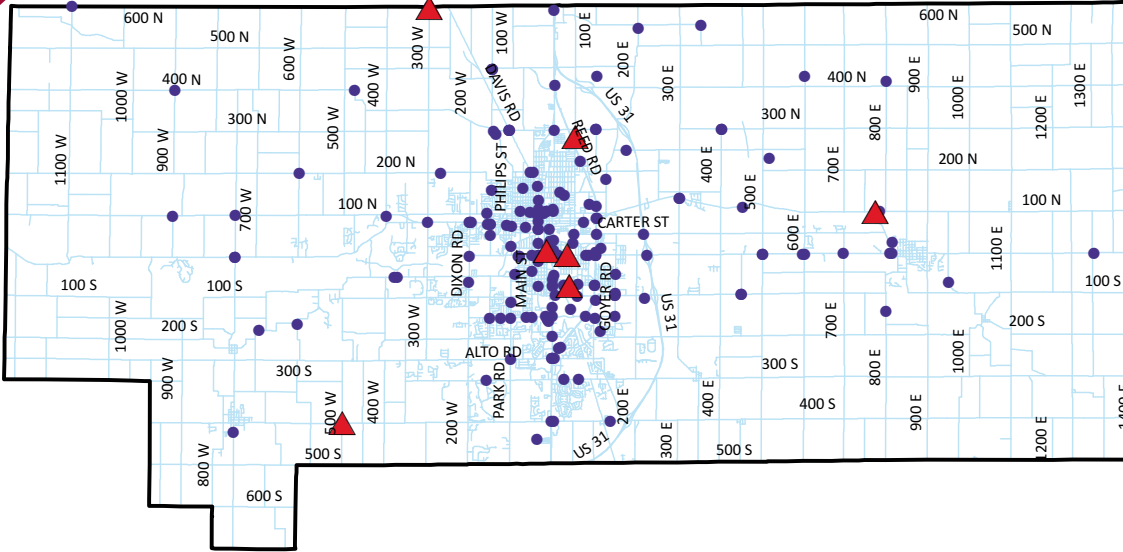 600 N
500 N
600 W
300 W
100 W
100 E
200 E
600 N
500 N
400 N
1000 W
400 W
200 W
DAVIS RD
US 31
300 E
400 N
900 E
1000 E
1300 E
300 N
500 W
REED RD
300 N
800 E
1200 E
1100 W
900 W
200 N
PHILIPS ST
400 E
700 E
200 N
700 W
100 N
500 E
100 N
CARTER ST
600 E
DIXON RD
MAIN ST
GOYER RD
1100 E
100 S
100 S
100 S
1000 W
200 S
300 W
US 31
700 E
200 S
ALTO RD
300 S
300 S
900 W
400 W
PARK RD
800 E
1000 E
500 W
200 W
200 E
400 E
400 S
900 E
800 W
500 S
US 31
300 E
500 S
1200 E
600 S